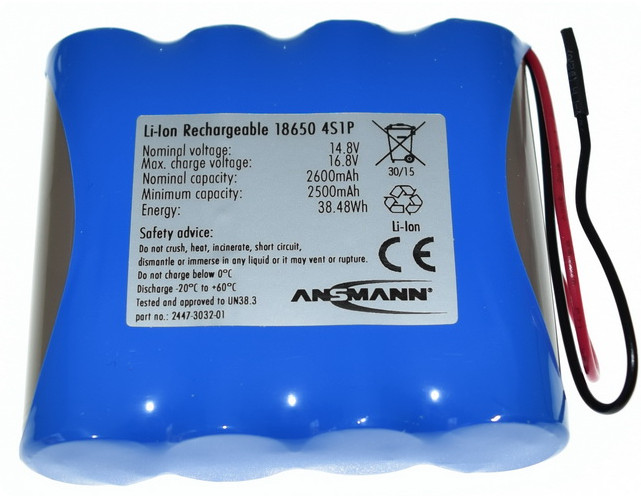 Li-Ion Rechargeable 18650 4S1P
Nominal voltage: 14.8V
Max. charge voltage: 16.8V
Nominal capacity: 2600mAh
Minimum capacity: 2500mAh
Energy: 38.48Wh
30/15
Li-Ion
Safety advice:
Do not crush, heat, incinerate, short circuit,
dismantle or immerse in any liquid or it may vent or rupture.
Do not charge below 0°C
Discharge -20°C to +60°C
Tested and approved to UN38.3
part no.: 2447-3032-01
CE
ANSMANN®